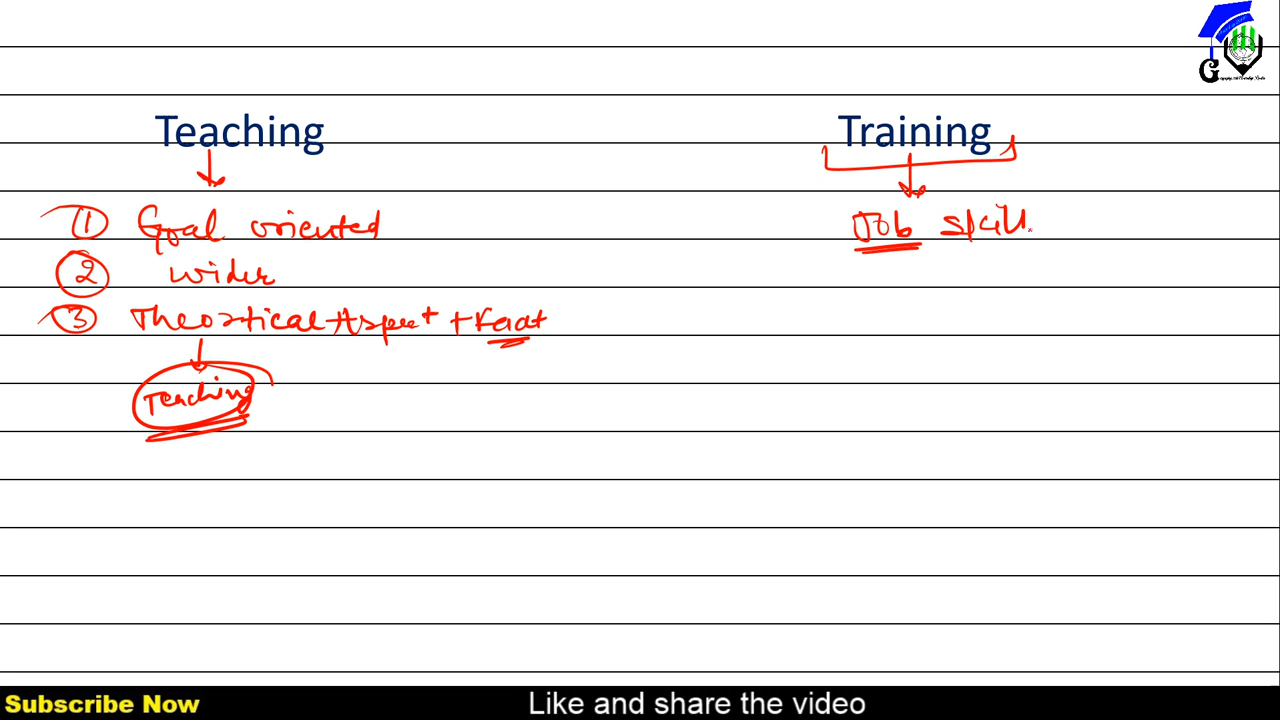 Teaching
Training
1 Goal oriented
Job skill.
2 wider
3 Theortical Aspect + Fact
Teaching
G
Subscribe Now
Like and share the video